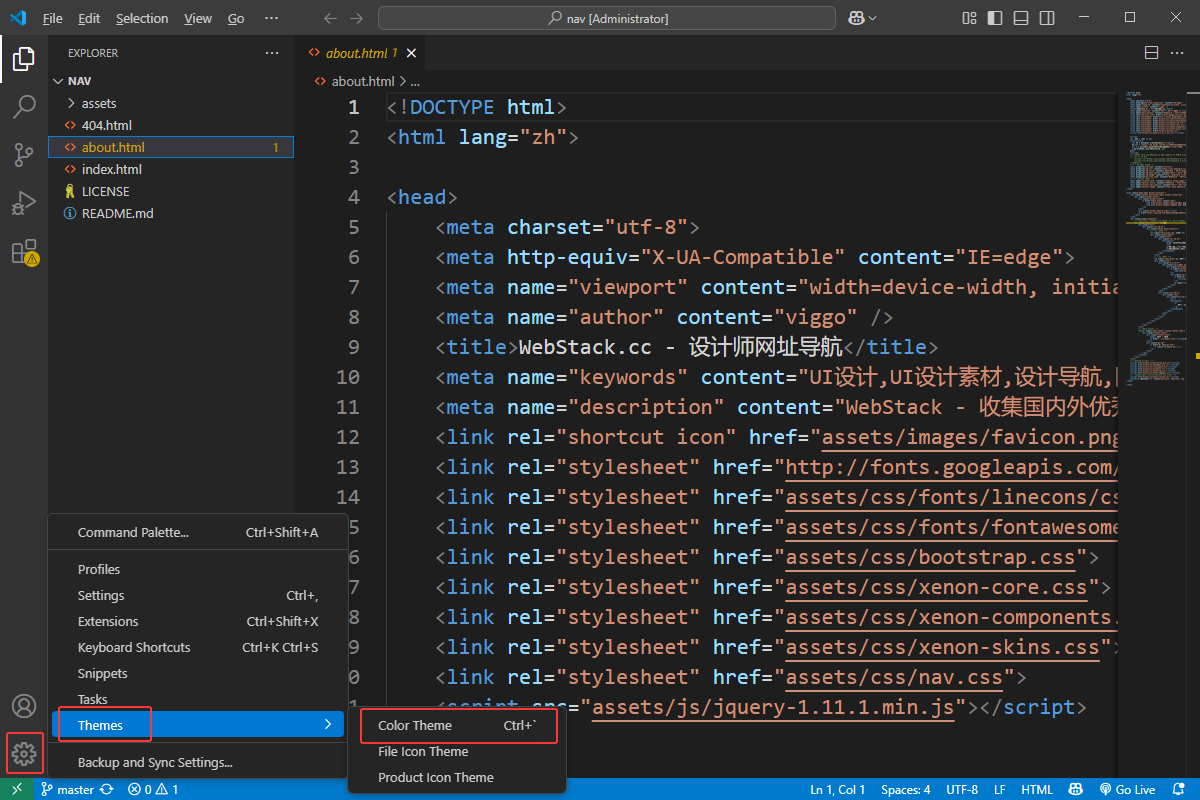 File Edit Selection View Go ··· nav [Administrator]
EXPLORER ···
NAV
assets
404.html
about.html 1
index.html
LICENSE
README.md
about.html 1
about.html > ...
1 <!DOCTYPE html>
2 <html lang="zh">
3
4 <head>
5 <meta charset="utf-8">
6 <meta http-equiv="X-UA-Compatible" content="IE=edge">
7 <meta name="viewport" content="width=device-width, initia
8 <meta name="author" content="viggo" />
9 <title>WebStack.cc - 设计师网址导航</title>
10 <meta name="keywords" content="UI设计,UI设计素材,设计导航,
11 <meta name="description" content="WebStack - 收集国内外优秀
12 <link rel="shortcut icon" href="assets/images/favicon.png
13 <link rel="stylesheet" href="http://fonts.googleapis.com/
14 <link rel="stylesheet" href="assets/css/fonts/linecons/cs
5 <link rel="stylesheet" href="assets/css/fonts/fontawesome
6 <link rel="stylesheet" href="assets/css/bootstrap.css">
7 <link rel="stylesheet" href="assets/css/xenon-core.css">
8 <link rel="stylesheet" href="assets/css/xenon-components.
9 <link rel="stylesheet" href="assets/css/xenon-skins.css">
0 <link rel="stylesheet" href="assets/css/nav.css">
1 <script src="assets/js/jquery-1.11.1.min.js"></script>
Command Palette... Ctrl+Shift+A
Profiles
Settings Ctrl+,
Extensions Ctrl+Shift+X
Keyboard Shortcuts Ctrl+K Ctrl+S
Snippets
Tasks
Themes
Backup and Sync Settings...
Color Theme Ctrl+`
File Icon Theme
Product Icon Theme
master 0 1 Ln 1, Col 1 Spaces: 4 UTF-8 LF HTML Go Live